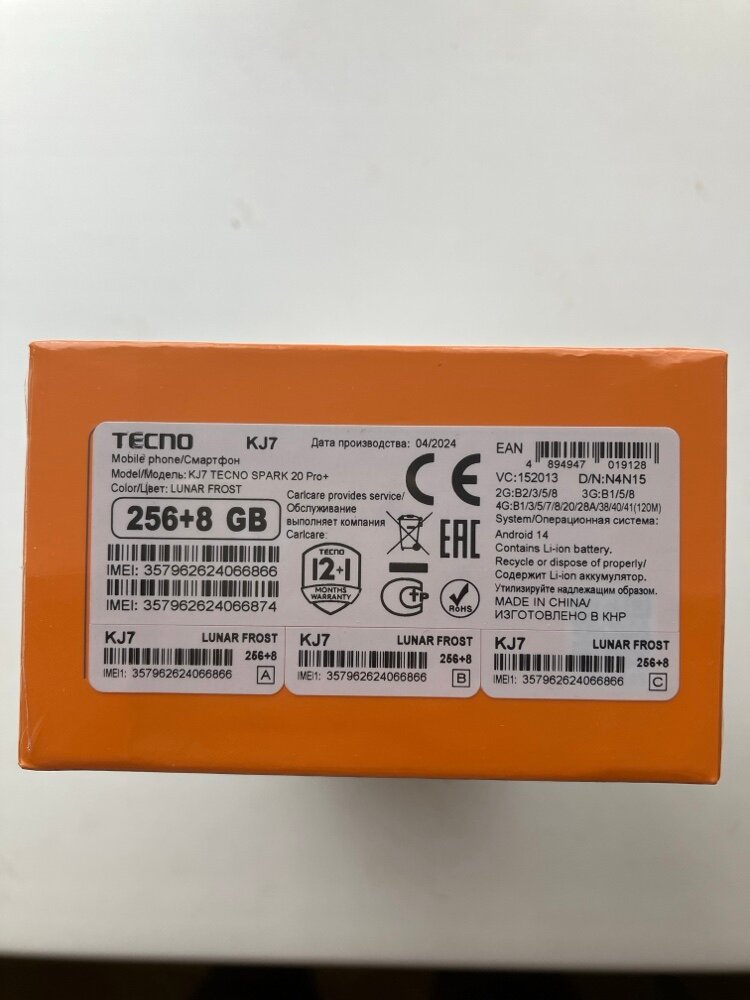 TECNO KJ7 Дата производства: 04/2024
Mobile phone/Смартфон
Model/Модель: KJ7 TECNO SPARK 20 Pro+
Color/Цвет: LUNAR FROST
256+8 GB
IMEI: 357962624066866
IMEI: 357962624066874
Carlcare provides service/
Обслуживание
выполняет компания
Carlcare
TECNO
12+1
MONTHS
WARRANTY
CE
EAC
РСТ
RoHS
EAN
4 894947 019128
VC:152013 D/N:N4N15
2G:B2/3/5/8 3G:B1/5/8
4G:B1/3/5/7/8/20/28A/38/40/41(120M)
System/Операционная система:
Android 14
Contains Li-ion battery.
Recycle or dispose of properly/
Содержит Li-ion аккумулятор.
Утилизируйте надлежащим образом.
MADE IN CHINA/
ИЗГОТОВЛЕНО В КНР
KJ7 LUNAR FROST
256+8
IMEI1: 357962624066866 A
KJ7 LUNAR FROST
256+8
IMEI1: 357962624066866 B
KJ7 LUNAR FROST
256+8
IMEI1: 357962624066866 C